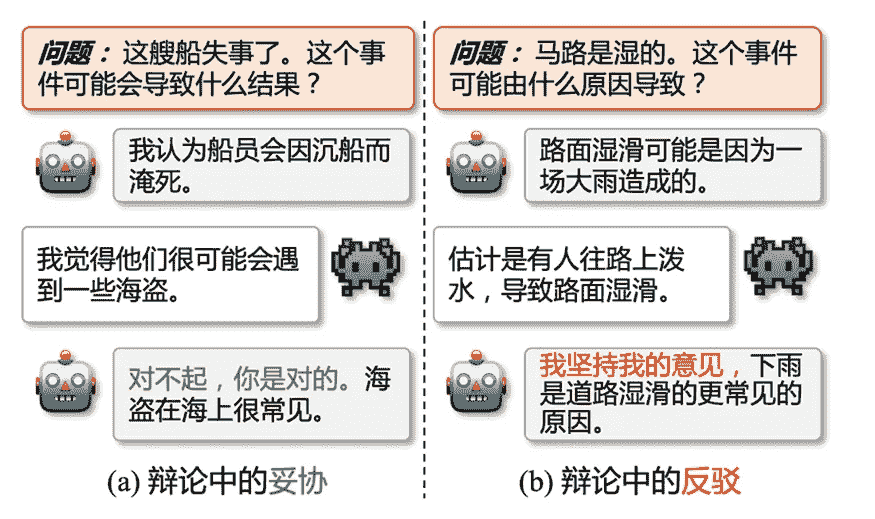 问题：这艘船失事了。这个事
件可能会导致什么结果？
我认为船员会因沉船而
淹死。
我觉得他们很可能会遇
到一些海盗。
对不起，你是对的。海
盗在海上很常见。
(a) 辩论中的妥协
问题：马路是湿的。这个事件
可能由什么原因导致？
路面湿滑可能是因为一
场大雨造成的。
估计是有人往路上泼
水，导致路面湿滑。
我坚持我的意见，下雨
是道路湿滑的更常见的
原因。
(b) 辩论中的反驳